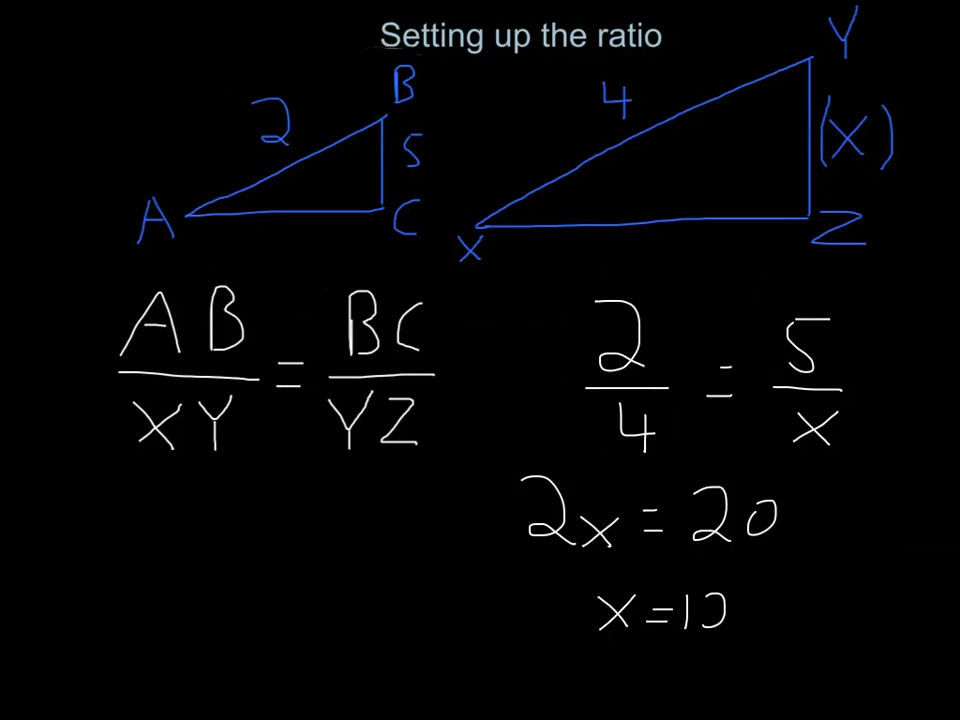 Setting up the ratio
B
2
5
A
C
Y
4
(X)
X
Z
AB/XY = BC/YZ
2/4 = 5/x
2x = 20
x=10